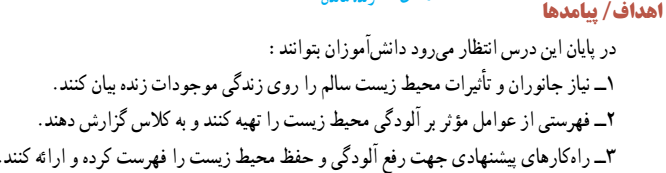 اهداف/ پیامدها
در پایان این درس انتظار می‌رود دانش‌آموزان بتوانند :
۱ــ نیاز جانوران و تأثیرات محیط زیست سالم را روی زندگی موجودات زنده بیان کنند.
۲ــ فهرستی از عوامل مؤثر بر آلودگی محیط زیست را تهیه کنند و به کلاس گزارش دهند.
۳ــ راه‌کارهای پیشنهادی جهت رفع آلودگی و حفظ محیط زیست را فهرست کرده و ارائه کنند.